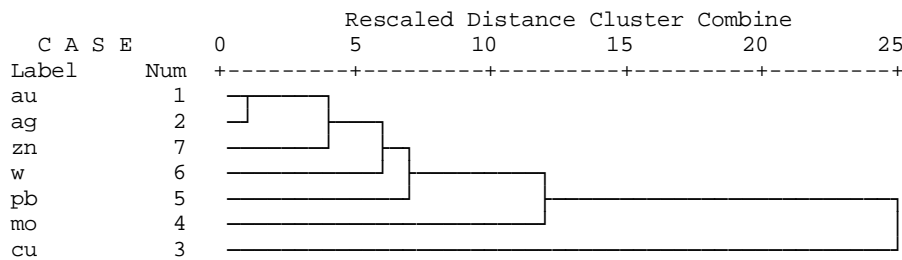 Rescaled Distance Cluster Combine
C A S E 0 5 10 15 20 25
Label Num +---------+---------+---------+---------+---------+
au 1
ag 2
zn 7
w 6
pb 5
mo 4
cu 3